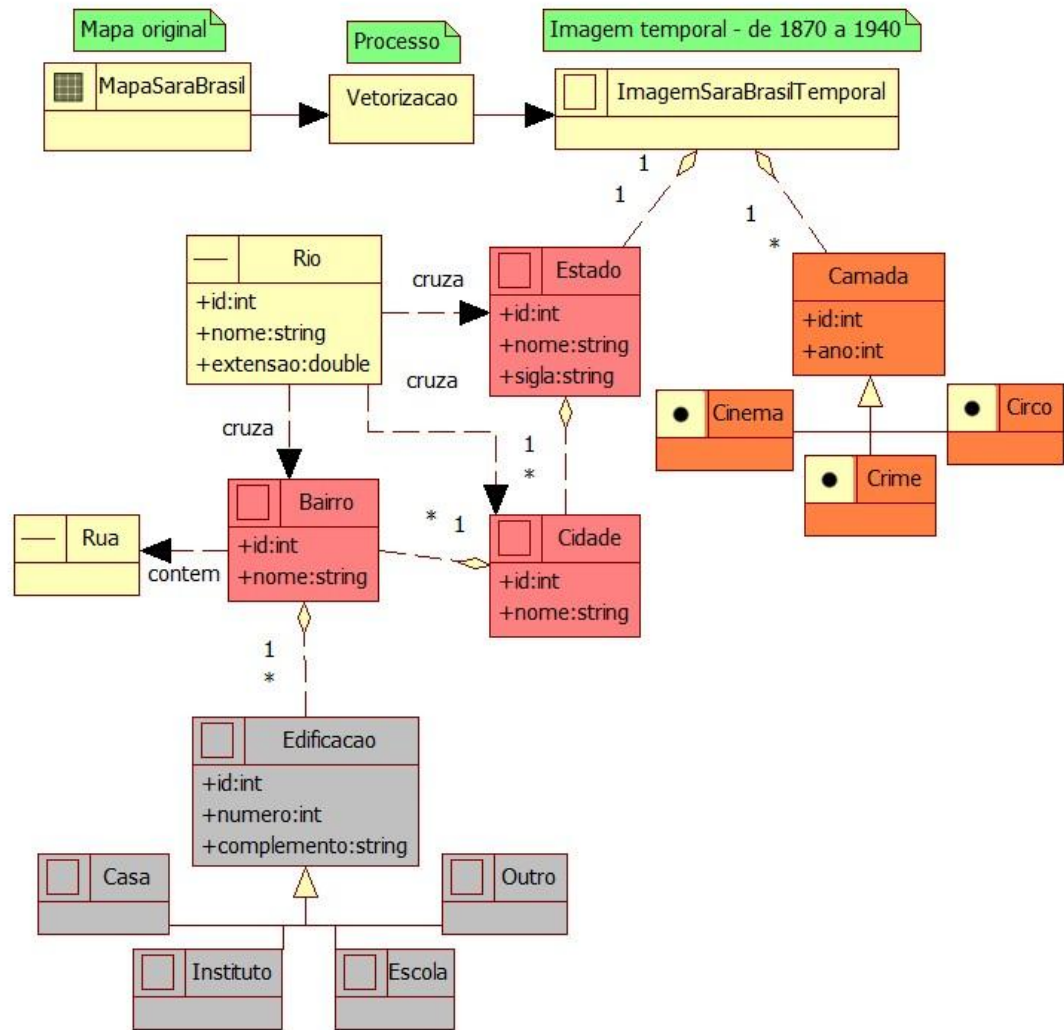 Mapa original
Processo
Imagem temporal - de 1870 a 1940
MapaSaraBrasil
Vetorizacao
ImagemSaraBrasilTemporal
1
1
1
*
Rio
+id:int
+nome:string
+extensao:double
cruza
Estado
+id:int
+nome:string
+sigla:string
Camada
+id:int
+ano:int
cruza
cruza
Cinema
Circo
Crime
1
*
Rua
contem
Bairro
+id:int
+nome:string
*
1
Cidade
+id:int
+nome:string
1
*
Edificacao
+id:int
+numero:int
+complemento:string
Casa
Outro
Instituto
Escola